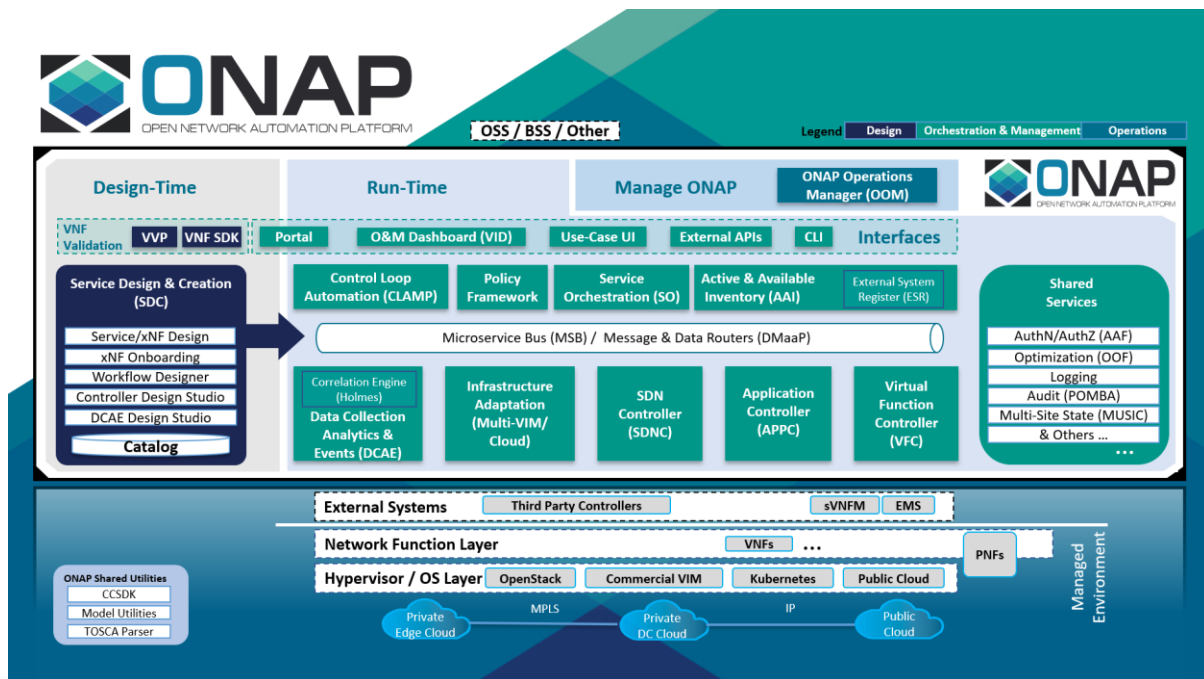 ONAP
OPEN NETWORK AUTOMATION PLATFORM
OSS / BSS / Other
Legend
Design
Orchestration & Management
Operations
Design-Time
Run-Time
Manage ONAP
ONAP Operations
Manager (OOM)
ONAP
OPEN NETWORK AUTOMATION PLATFORM
VNF
Validation
VVP
VNF SDK
Portal
O&M Dashboard (VID)
Use-Case UI
External APIs
CLI
Interfaces
Service Design & Creation
(SDC)
Service/xNF Design
xNF Onboarding
Workflow Designer
Controller Design Studio
DCAE Design Studio
Catalog
Control Loop
Automation (CLAMP)
Policy
Framework
Service
Orchestration (SO)
Active & Available
Inventory (AAI)
External System
Register (ESR)
Microservice Bus (MSB) / Message & Data Routers (DMaaP)
Correlation Engine
(Holmes)
Data Collection
Analytics &
Events (DCAE)
Infrastructure
Adaptation
(Multi-VIM/
Cloud)
SDN
Controller
(SDNC)
Application
Controller
(APPC)
Virtual
Function
Controller
(VFC)
Shared
Services
AuthN/AuthZ (AAF)
Optimization (OOF)
Logging
Audit (POMBA)
Multi-Site State (MUSIC)
& Others ...
...
External Systems
Third Party Controllers
sVNFM
EMS
Network Function Layer
VNFs
...
PNFs
Hypervisor / OS Layer
OpenStack
Commercial VIM
Kubernetes
Public Cloud
Private
Edge Cloud
MPLS
Private
DC Cloud
IP
Public
Cloud
Managed
Environment
ONAP Shared Utilities
CCSDK
Model Utilities
TOSCA Parser